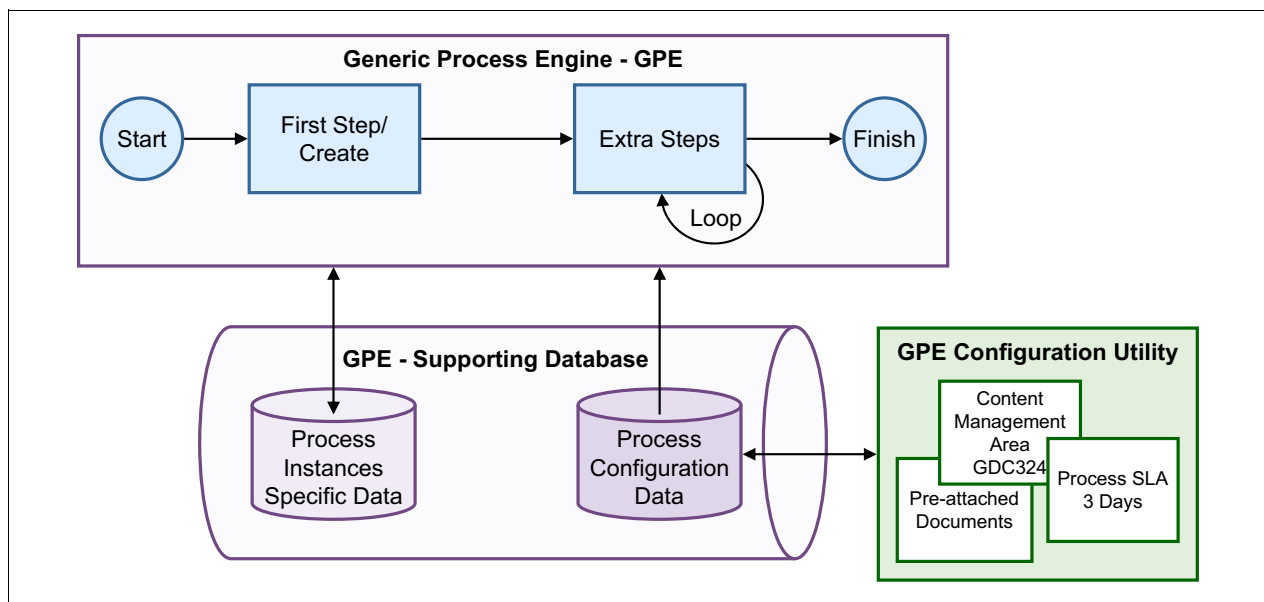 Generic Process Engine - GPE
Start
First Step/
Create
Extra Steps
Finish
Loop
GPE - Supporting Database
Process
Instances
Specific Data
Process
Configuration
Data
GPE Configuration Utility
Content
Management
Area
GDC324
Process SLA
3 Days
Pre-attached
Documents